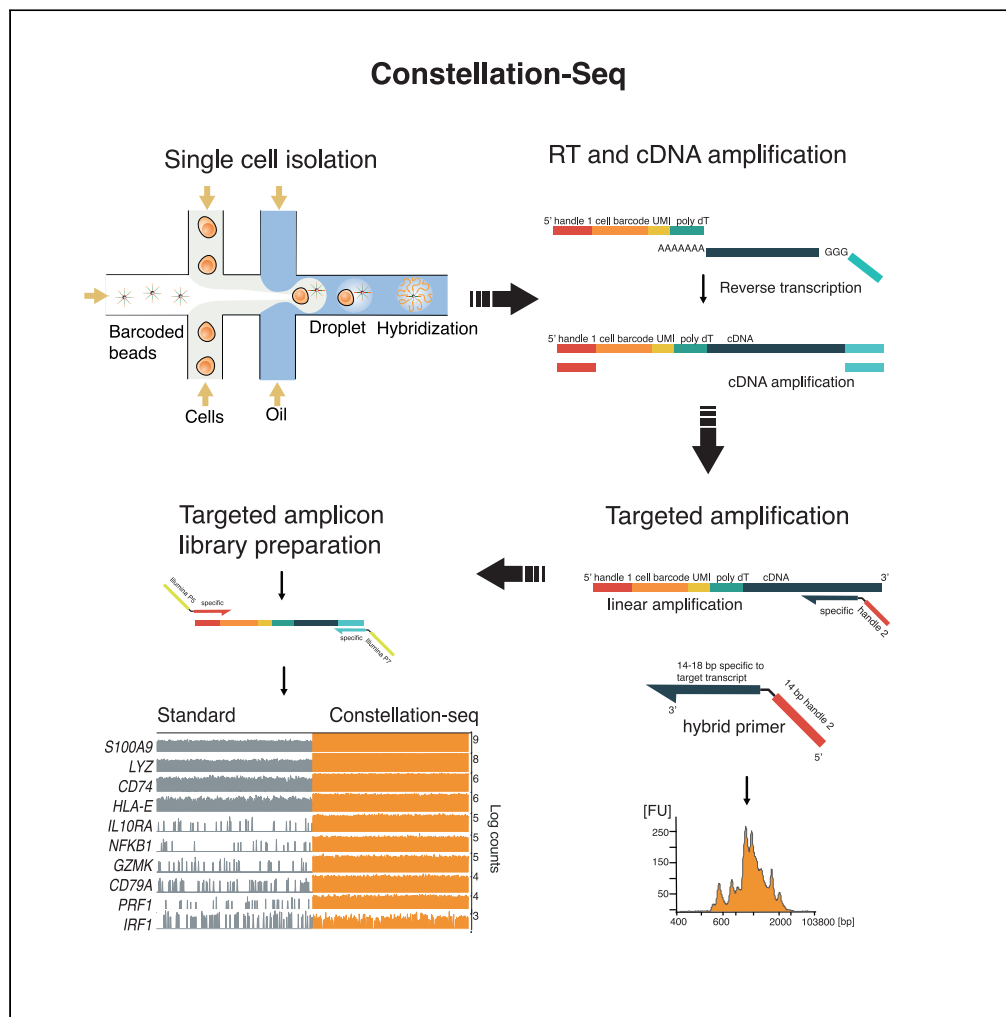 Constellation-Seq
Single cell isolation
Barcoded
beads
Droplet
Hybridization
Cells
Oil
RT and cDNA amplification
5' handle 1 cell barcode UMI poly dT
AAAAAAA
GGG
Reverse transcription
5' handle 1 cell barcode UMI poly dT cDNA
cDNA amplification
Targeted amplification
5' handle 1 cell barcode UMI poly dT cDNA 3'
linear amplification
specific
handle 2
14-18 bp specific to
target transcript
3'
14 bp handle 2
hybrid primer
5'
[FU]
250
150
50
400 600 2000 103800 [bp]
Targeted amplicon
library preparation
Illumina P5
specific
specific
Illumina P7
Standard Constellation-seq
S100A9 9
LYZ 8
CD74 6
HLA-E 6
IL10RA 5
NFKB1 5
GZMK 5
CD79A 4
PRF1 4
IRF1 3
Log counts